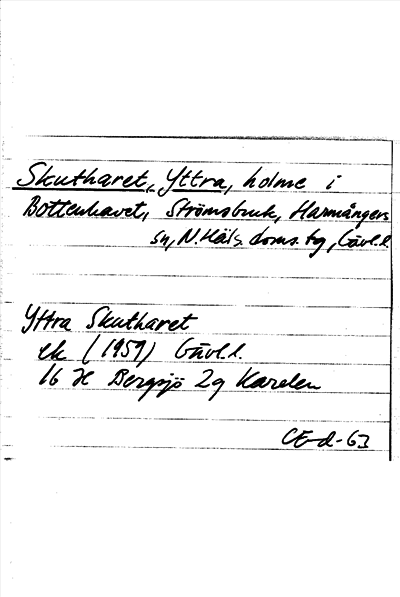 Skutharet, Yttra, holme i
Bottenhavet, Strömsbruk, Harmångers
sn, N. Häls. doms. tg, Gävl. l.
Yttra Skutharet
ek (1959) Gävl. l.
16 H Bergsjö 2g Karelen
CE-d-63